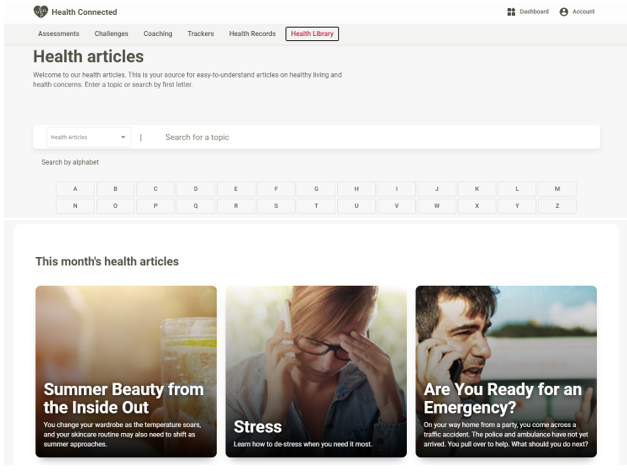 Health Connected
Dashboard
Account
Assessments
Challenges
Coaching
Trackers
Health Records
Health Library
Health articles
Welcome to our health articles. This is your source for easy-to-understand articles on healthy living and
health concerns. Enter a topic or search by first letter.
Health Articles
Search for a topic
Search by alphabet
A B C D E F G H I J K L M
N O P Q R S T U V W X Y Z
This month's health articles
Summer Beauty from
the Inside Out
You change your wardrobe as the temperature soars,
and your skincare routine may also need to shift as
summer approaches.
Stress
Learn how to de-stress when you need it most.
Are You Ready for an
Emergency?
On your way home from a party, you come across a
traffic accident. The police and ambulance have not yet
arrived. You pull over to help. What should you do next?